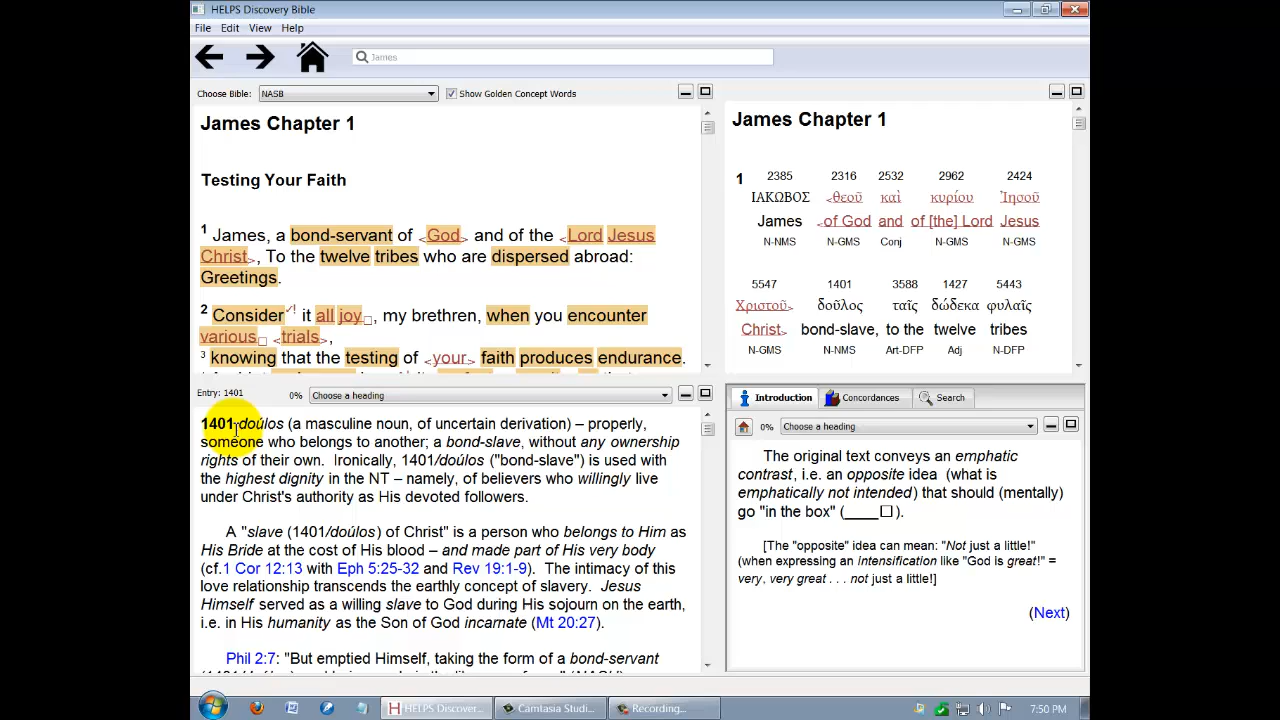 HELPS Discovery Bible
File Edit View Help
James
Choose Bible: NASB Show Golden Concept Words
James Chapter 1
Testing Your Faith
1 James, a bond-servant of <God> and of the <Lord Jesus
Christ>, To the twelve tribes who are dispersed abroad:
Greetings.
2 Consider✓! it all joy□, my brethren, when you encounter
various□ <trials>,
3 knowing that the testing of <your> faith produces endurance.
James Chapter 1
1 2385 2316 2532 2962 2424
ΙΑΚΩΒΟΣ <θεοῦ καὶ κυρίου Ἰησοῦ
James <of God and of [the] Lord Jesus
N-NMS N-GMS Conj N-GMS N-GMS
5547 1401 3588 1427 5443
Χριστοῦ> δοῦλος ταῖς δώδεκα φυλαῖς
Christ> bond-slave, to the twelve tribes
N-GMS N-NMS Art-DFP Adj N-DFP
Entry: 1401 0% Choose a heading
1401 doúlos (a masculine noun, of uncertain derivation) – properly,
someone who belongs to another; a bond-slave, without any ownership
rights of their own. Ironically, 1401/doúlos ("bond-slave") is used with
the highest dignity in the NT – namely, of believers who willingly live
under Christ's authority as His devoted followers.
A "slave (1401/doúlos) of Christ" is a person who belongs to Him as
His Bride at the cost of His blood – and made part of His very body
(cf.1 Cor 12:13 with Eph 5:25-32 and Rev 19:1-9). The intimacy of this
love relationship transcends the earthly concept of slavery. Jesus
Himself served as a willing slave to God during His sojourn on the earth,
i.e. in His humanity as the Son of God incarnate (Mt 20:27).
Phil 2:7: "But emptied Himself, taking the form of a bond-servant
Introduction Concordances Search
0% Choose a heading
The original text conveys an emphatic
contrast, i.e. an opposite idea (what is
emphatically not intended) that should (mentally)
go "in the box" (____□ ).
[The "opposite" idea can mean: "Not just a little!"
(when expressing an intensification like "God is great!" =
very, very great . . . not just a little!]
(Next)
HELPS Discover... Camtasia Studi... Recording... 7:50 PM